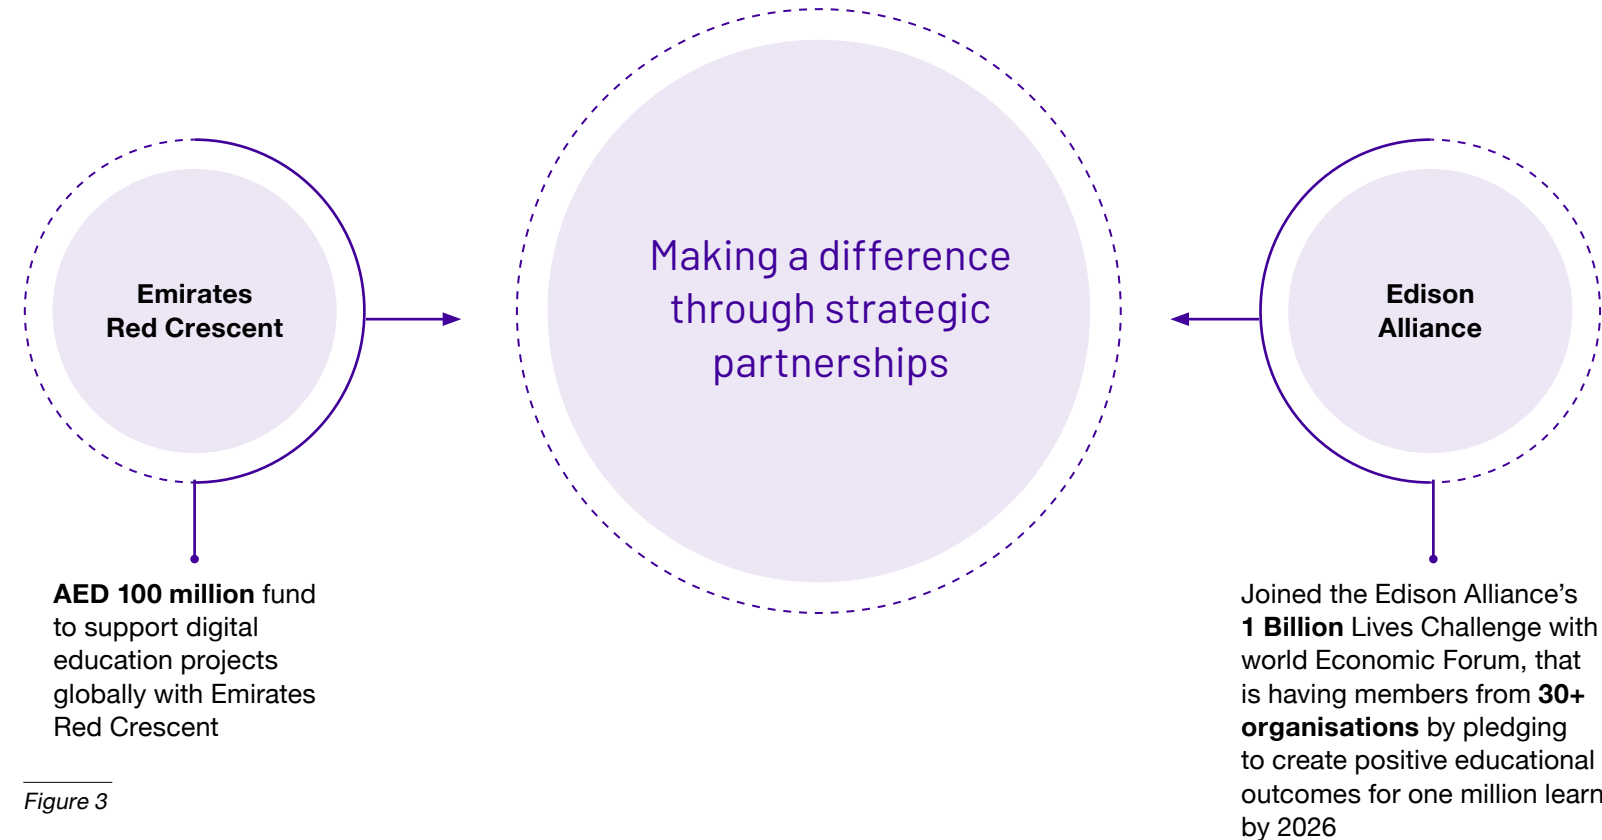 Emirates
Red Crescent
Making a difference
through strategic
partnerships
Edison
Alliance
AED 100 million fund
to support digital
education projects
globally with Emirates
Red Crescent
Joined the Edison Alliance’s
1 Billion Lives Challenge with
world Economic Forum, that
is having members from 30+
organisations by pledging
to create positive educational
outcomes for one million learn
by 2026
Figure 3